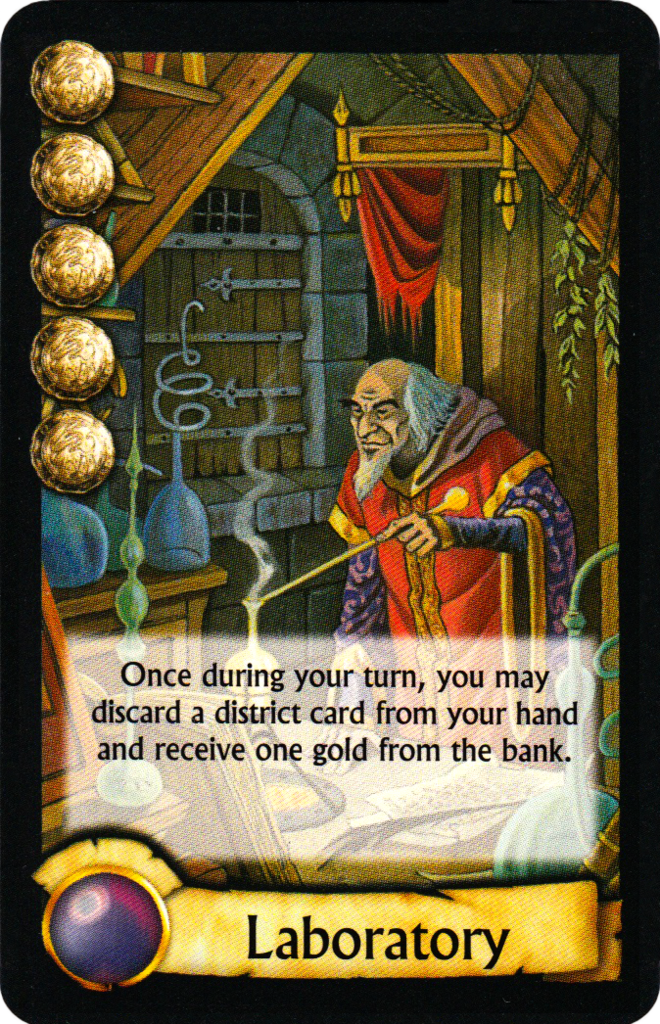 Once during your turn, you may
discard a district card from your hand
and receive one gold from the bank.
Laboratory